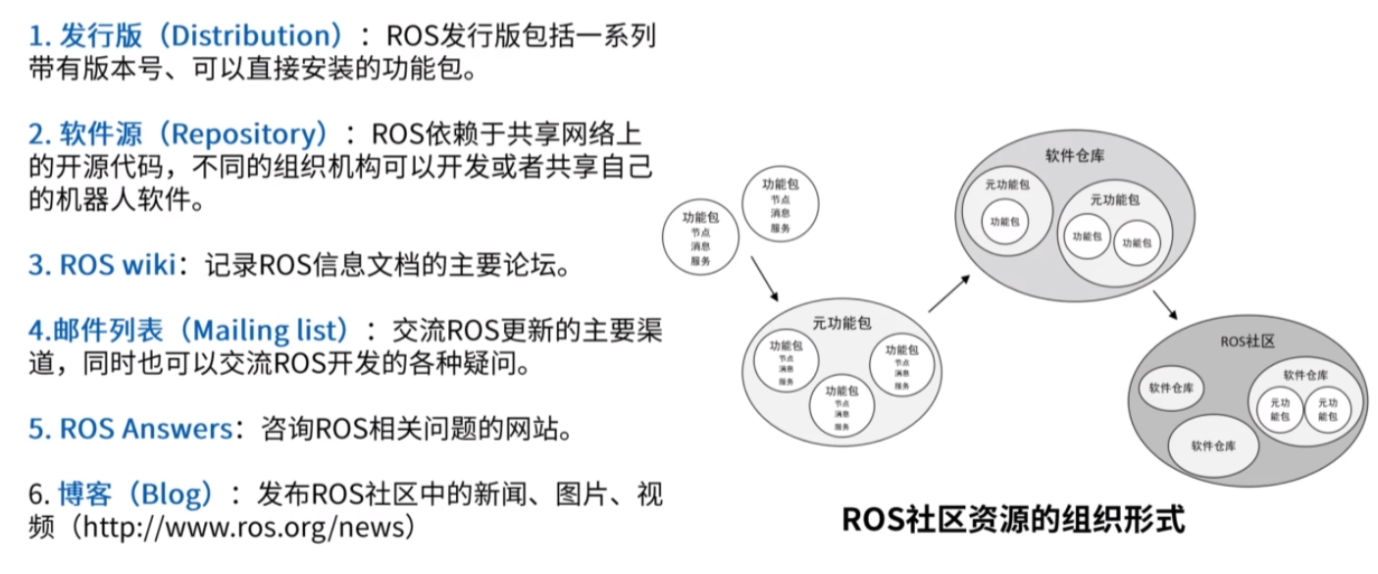 1. 发行版（Distribution）：ROS发行版包括一系列
带有版本号、可以直接安装的功能包。
2. 软件源（Repository）：ROS依赖于共享网络上
的开源代码，不同的组织机构可以开发或者共享自己
的机器人软件。
3. ROS wiki：记录ROS信息文档的主要论坛。
4.邮件列表（Mailing list）：交流ROS更新的主要渠
道，同时也可以交流ROS开发的各种疑问。
5. ROS Answers：咨询ROS相关问题的网站。
6. 博客（Blog）：发布ROS社区中的新闻、图片、视
频（http://www.ros.org/news）
功能包
节点
消息
服务
功能包
节点
消息
服务
元功能包
功能包
节点
消息
服务
功能包
节点
消息
服务
功能包
节点
消息
服务
软件仓库
元功能包
功能包
元功能包
功能包
功能包
ROS社区
软件仓库
软件仓库
元功
能包
元功
能包
软件仓库
ROS社区资源的组织形式